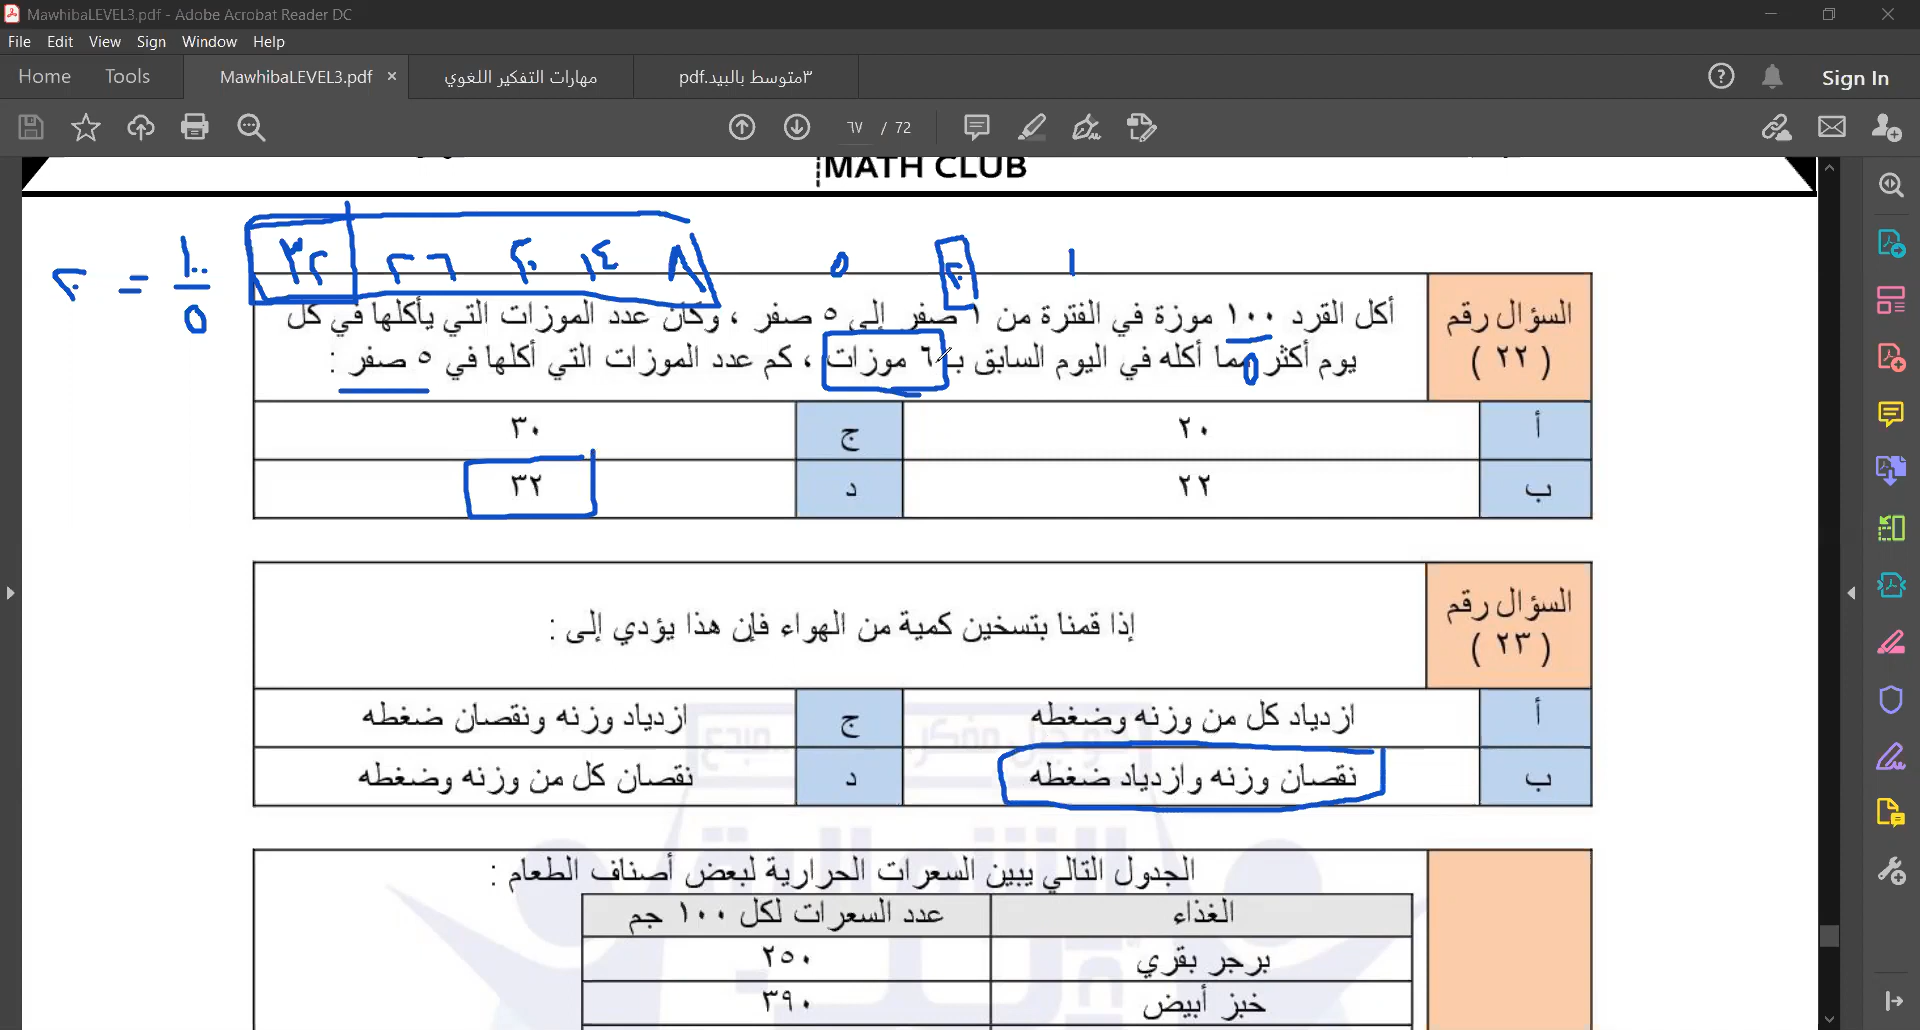 MawhibaLEVEL3.pdf - Adobe Acrobat Reader DC
File Edit View Sign Window Help
Home Tools MawhibaLEVEL3.pdf × مهارات التفكير اللغوي ٣متوسط بالبيد.pdf Sign In
٦٧ / 72
MATH CLUB
٢٠ = ١٠٠ / ٥ ٣٢ ٢٦ ٢٠ ١٤ ٨ ٥ ٢٠ ١
السؤال رقم
( ٢٢ )
أكل القرد ١٠٠ موزة في الفترة من ١ صفر إلى ٥ صفر ، وكان عدد الموزات التي يأكلها في كل
يوم أكثر مما أكله في اليوم السابق بـ ٦ موزات ، كم عدد الموزات التي أكلها في ٥ صفر :
أ ٢٠ ج ٣٠
ب ٢٢ د ٣٢
السؤال رقم
( ٢٣ )
إذا قمنا بتسخين كمية من الهواء فإن هذا يؤدي إلى :
أ ازدياد كل من وزنه وضغطه ج ازدياد وزنه ونقصان ضغطه
ب نقصان وزنه وازدياد ضغطه د نقصان كل من وزنه وضغطه
الجدول التالي يبين السعرات الحرارية لبعض أصناف الطعام :
الغذاء عدد السعرات لكل ١٠٠ جم
برجر بقري ٢٥٠
خبز أبيض ٣٩٠